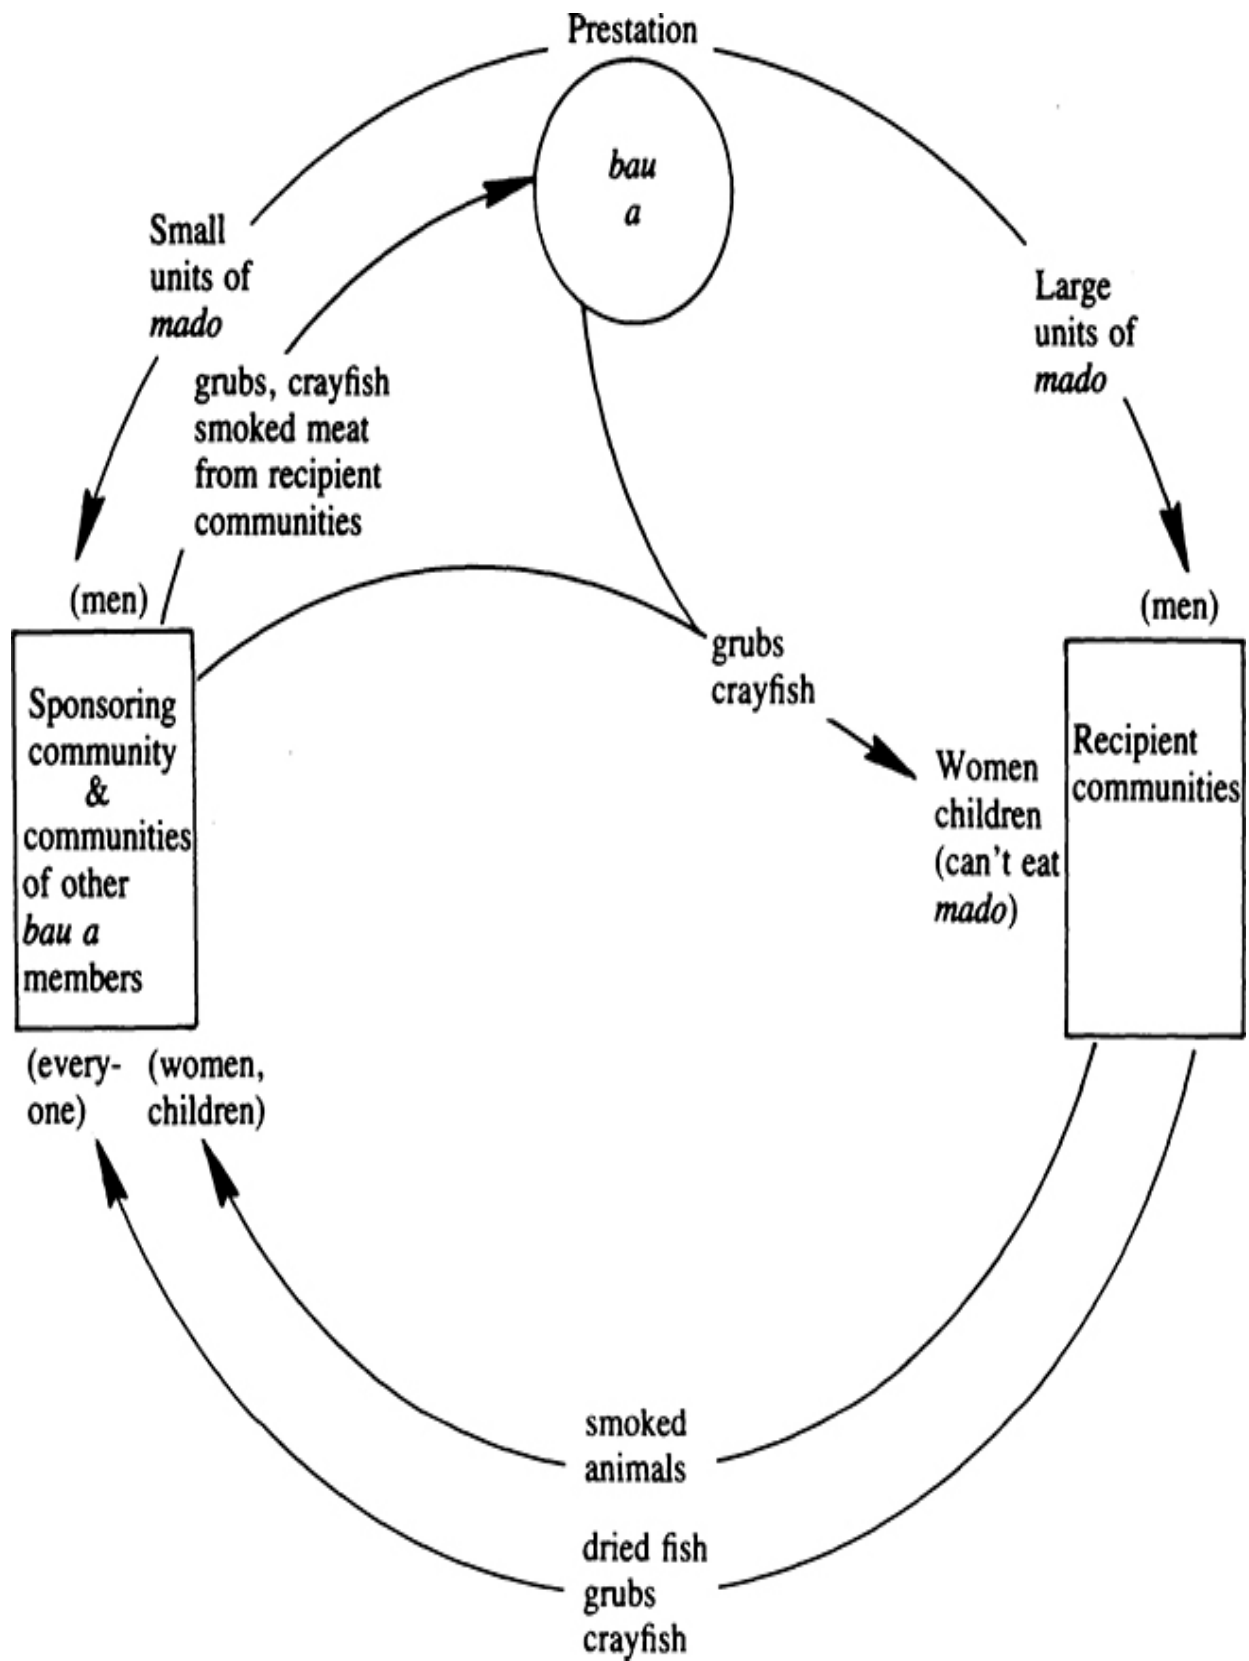 Prestation
bau
a
Small
units of
mado
Large
units of
mado
grubs, crayfish
smoked meat
from recipient
communities
(men)
(men)
grubs
crayfish
Sponsoring
community
&
communities
of other
bau a
members
Women
children
(can't eat
mado)
Recipient
communities
(every-
one)
(women,
children)
smoked
animals
dried fish
grubs
crayfish